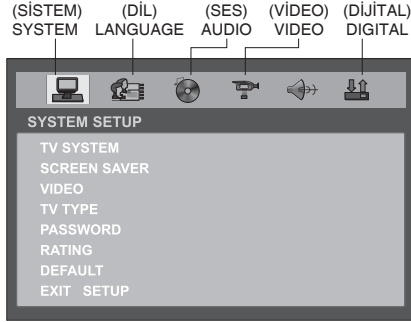 (SİSTEM) (DİL) (SES) (VİDEO) (DİJİTAL)
SYSTEM LANGUAGE AUDIO VIDEO DIGITAL
SYSTEM SETUP
TV SYSTEM
SCREEN SAVER
VIDEO
TV TYPE
PASSWORD
RATING
DEFAULT
EXIT SETUP